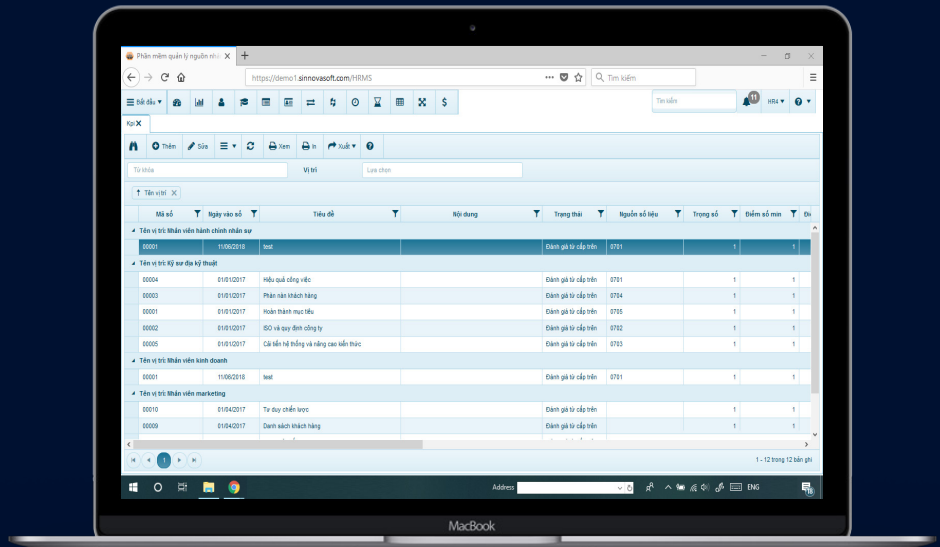 Phần mềm quản lý nguồn nhâ
https://demo1.sinnovasoft.com/HRMS
Tìm kiếm
Bắt đầu
Tìm kiếm
11
HR4
Kpi X
Thêm Sửa Xem In Xuất
Từ khóa Vị trí Lựa chọn
Tên vị trí X
Mã số Ngày vào sổ Tiêu đề Nội dung Trạng thái Nguồn số liệu Trọng số Điểm số min Điể
Tên vị trí: Nhân viên hành chính nhân sự
00001 11/06/2018 test Đánh giá từ cấp trên 0701 1 1
Tên vị trí: Kỹ sư địa kỹ thuật
00004 01/01/2017 Hiệu quả công việc Đánh giá từ cấp trên 0701 1 1
00003 01/01/2017 Phàn nàn khách hàng Đánh giá từ cấp trên 0704 1 1
00001 01/01/2017 Hoàn thành mục tiêu Đánh giá từ cấp trên 0705 1 1
00002 01/01/2017 ISO và quy định công ty Đánh giá từ cấp trên 0702 1 1
00005 01/01/2017 Cải tiến hệ thống và nâng cao kiến thức Đánh giá từ cấp trên 0703 1 1
Tên vị trí: Nhân viên kinh doanh
00001 11/06/2018 test Đánh giá từ cấp trên 0701 1 1
Tên vị trí: Nhân viên marketing
00010 01/04/2017 Tư duy chiến lược Đánh giá từ cấp trên 1 1
00009 01/04/2017 Danh sách khách hàng Đánh giá từ cấp trên 1 1
1
1 - 12 trong 12 bản ghi
Address ENG
18
MacBook